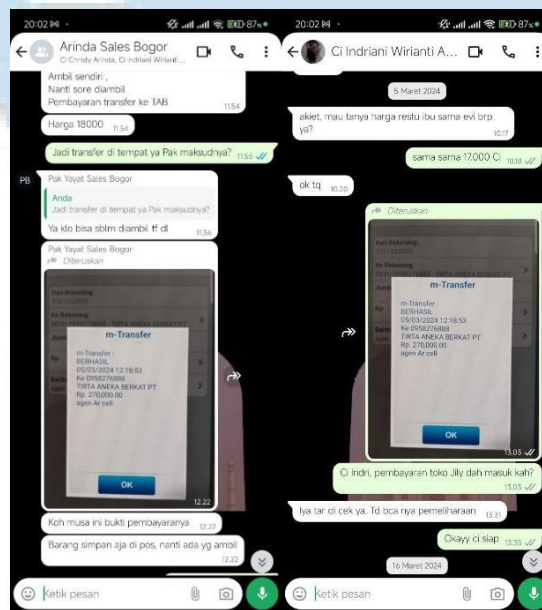 20:02
87%
Arinda Sales Bogor
Ci Christy Arinda, Ci Indriani Wirianti...
Ambil sendiri ,
Nanti sore diambil
Pembayaran transfer ke TAB
11.54
Harga 18000 11.54
Jadi transfer di tempat ya Pak maksudnya? 11.55
PB
Pak Yayat Sales Bogor
Anda
Jadi transfer di tempat ya Pak maksudnya?
Ya klo bisa sblm diambil tf dl
11.56
Pak Yayat Sales Bogor
Diteruskan
Dari Rekening:
Ke Rekening:
m-Transfer
m-Transfer :
BERHASIL
05/03/2024 12:18:53
Ke 0958276888
TIRTA ANEKA BERKAT PT
Rp. 270,000.00
agen Ar cell
OK
12.22
Koh musa ini bukti pembayaranya 12.22
Barang simpan aja di pos, nanti ada yg ambil
12.22
Ketik pesan
20:02
87%
Ci Indriani Wirianti A...
5 Maret 2024
akiet, mau tanya harga restu ibu sama evi brp
ya?
10.17
sama sama 17.000 Ci 10.18
ok tq 10.20
Diteruskan
Dari Rekening:
Ke Rekening:
m-Transfer
m-Transfer :
BERHASIL
05/03/2024 12:18:53
Ke 0958276888
TIRTA ANEKA BERKAT PT
Rp. 270,000.00
agen Ar cell
OK
13.03
Ci Indri, pembayaran toko Jily dah masuk kah?
13.03
Iya tar di cek ya. Td bca nya pemeliharaan 13.31
Okayy ci siap 13.35
16 Maret 2024
Ketik pesan